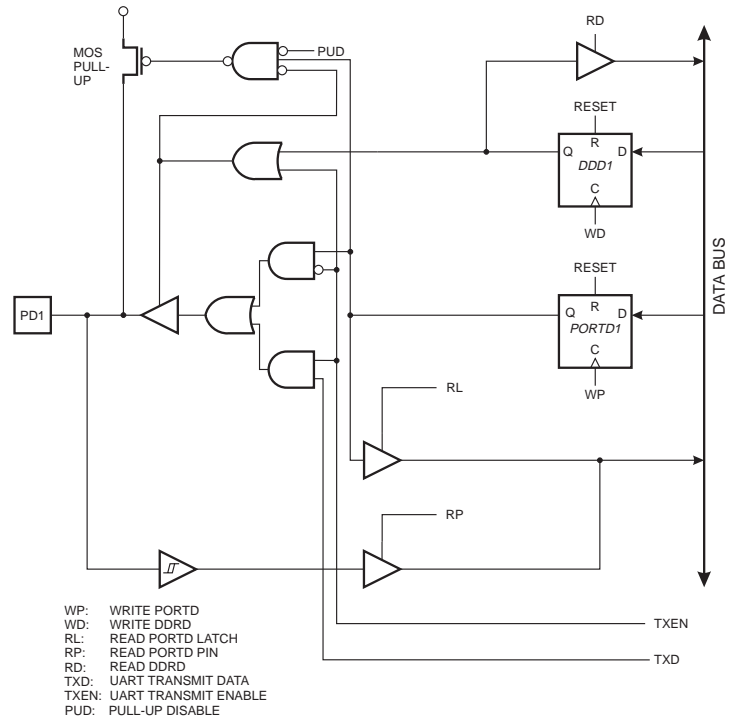 RD
MOS
PULL-
UP
PUD
RESET
R
Q
D
DDD1
C
WD
RESET
R
Q
D
PORTD1
C
WP
PD1
DATA BUS
RL
RP
TXEN
TXD
WP: WRITE PORTD
WD: WRITE DDRD
RL: READ PORTD LATCH
RP: READ PORTD PIN
RD: READ DDRD
TXD: UART TRANSMIT DATA
TXEN: UART TRANSMIT ENABLE
PUD: PULL-UP DISABLE